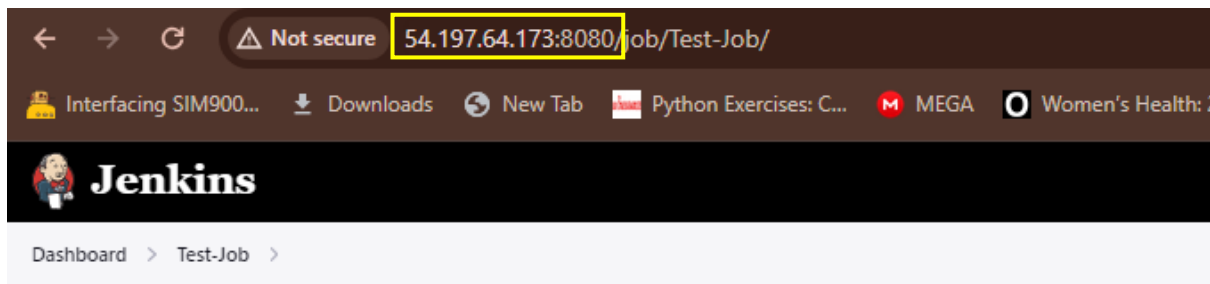 Not secure 54.197.64.173:8080/job/Test-Job/
Interfacing SIM900... Downloads New Tab Python Exercises: C... MEGA Women's Health:
Jenkins
Dashboard > Test-Job >